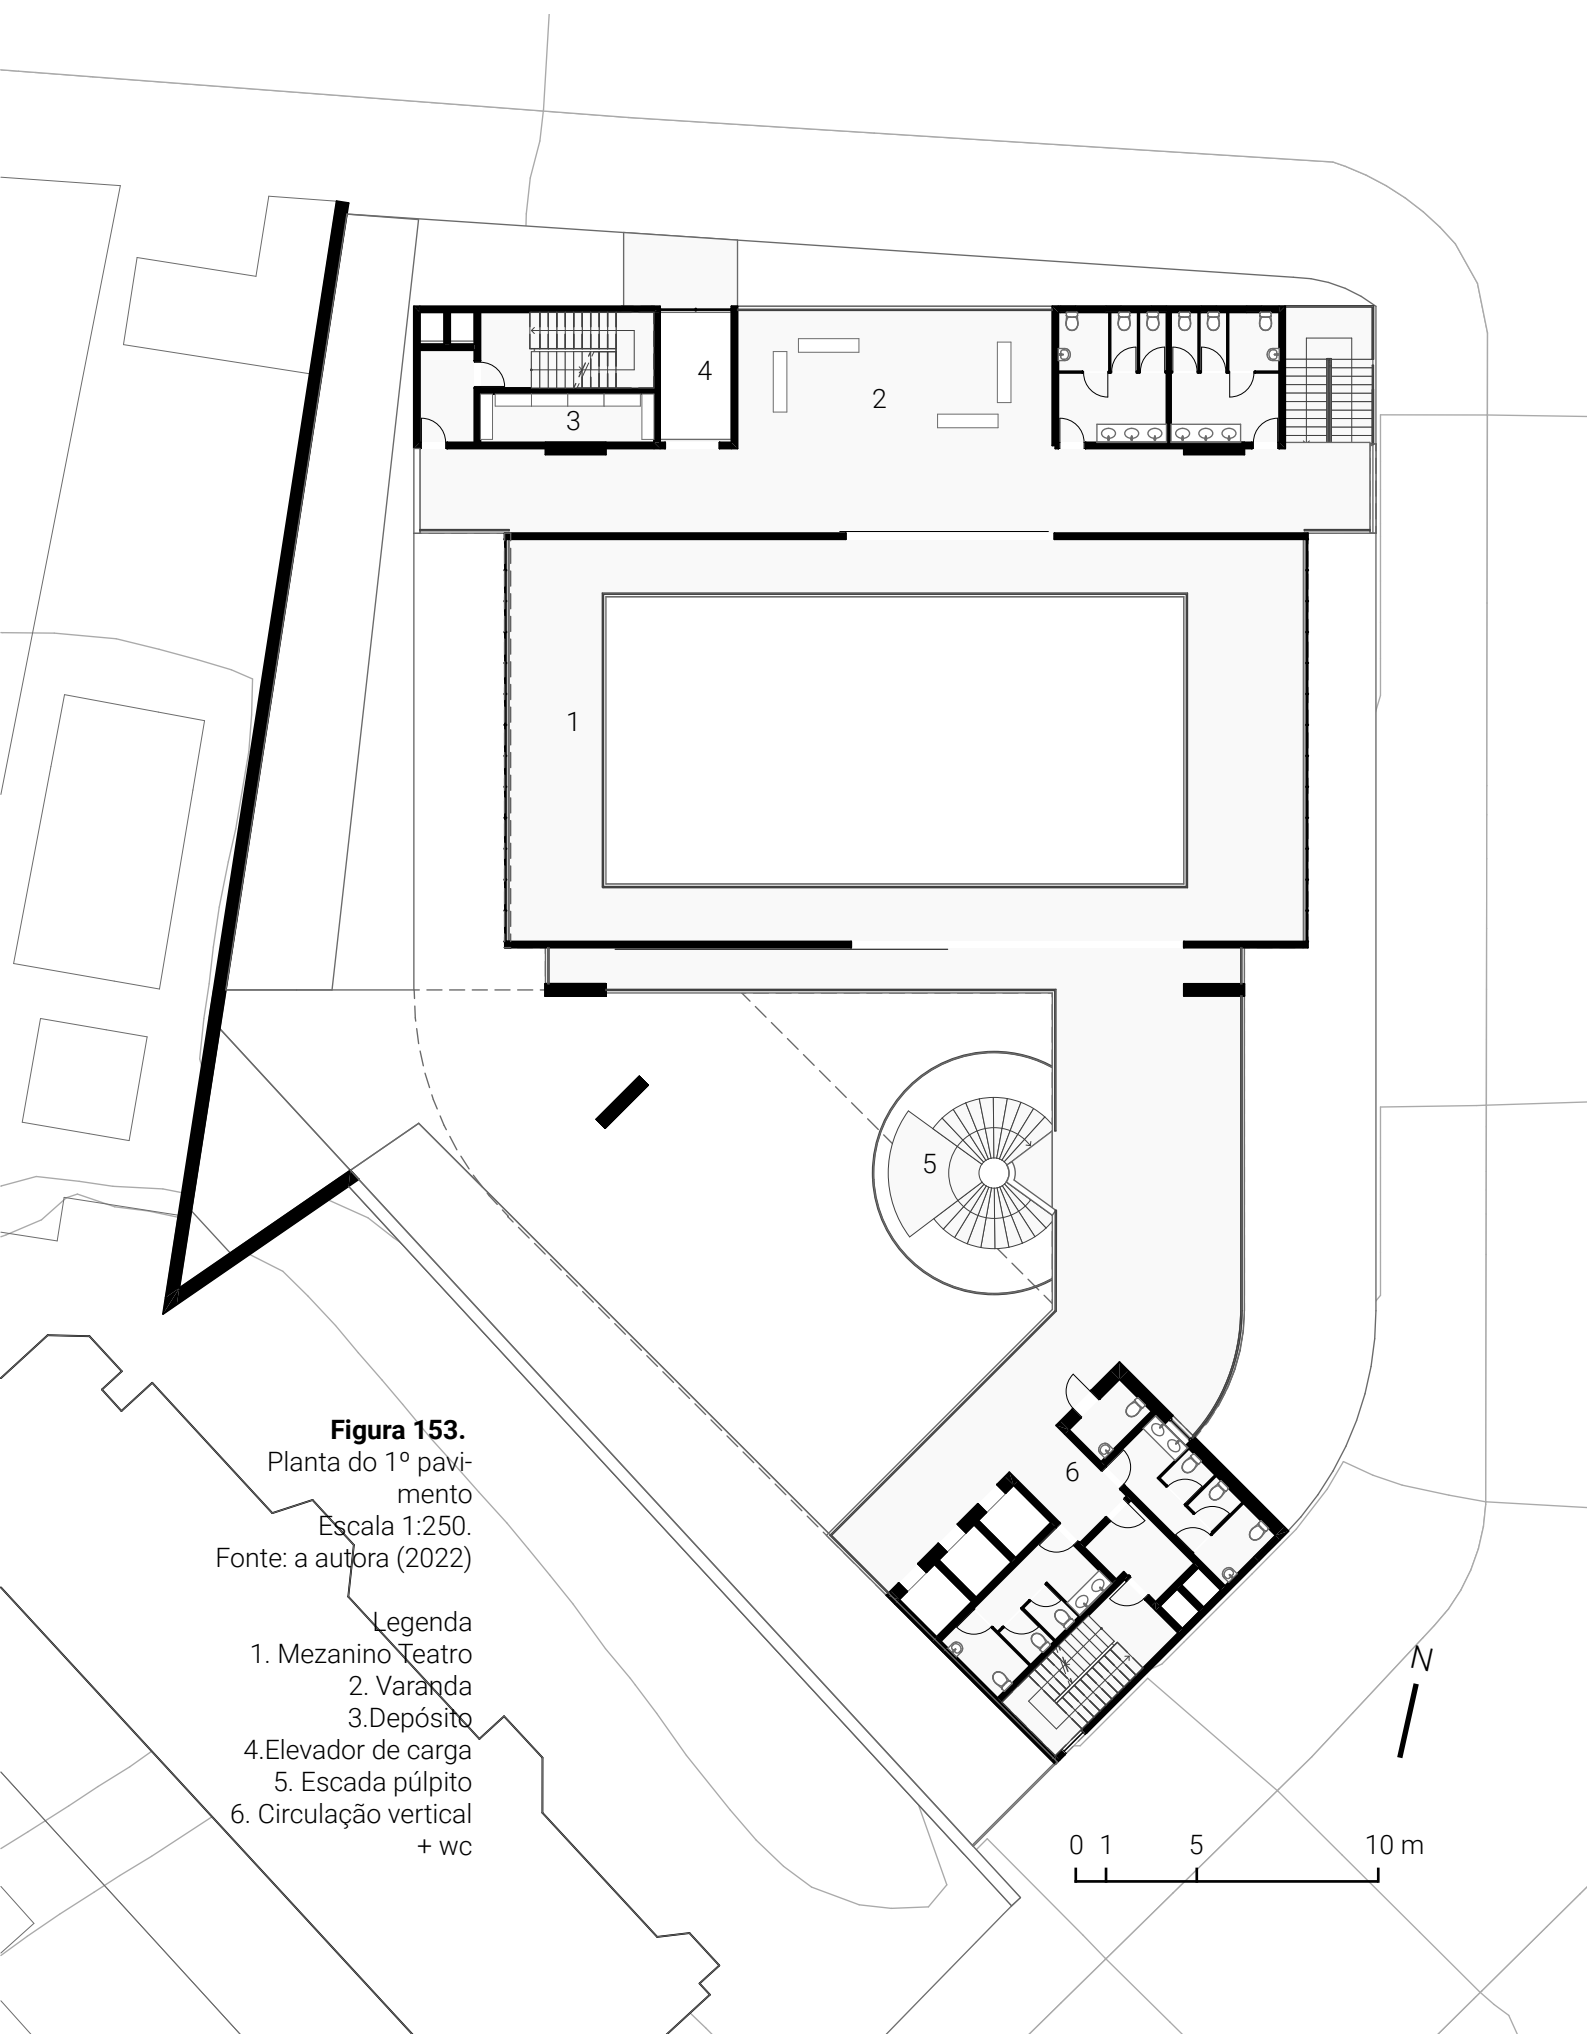 4
2
3
1
5
6
Figura 153.
Planta do 1º pavi-
mento
Escala 1:250.
Fonte: a autora (2022)
Legenda
1. Mezanino Teatro
2. Varanda
3.Depósito
4.Elevador de carga
5. Escada púlpito
6. Circulação vertical
+ wc
N
0 1 5 10 m